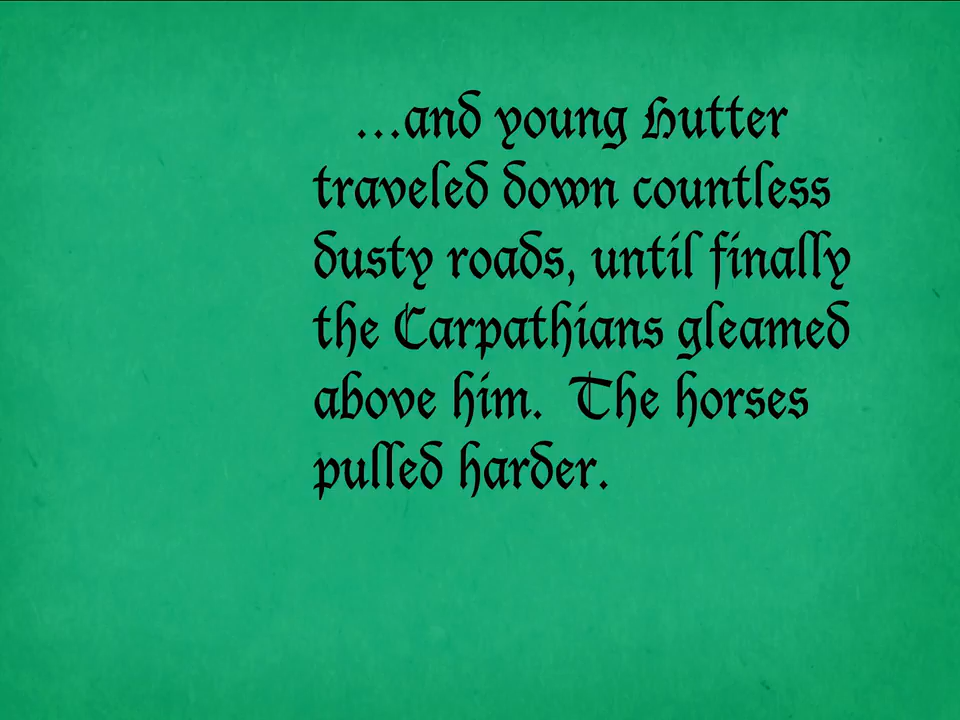 ...and young Hutter
traveled down countless
dusty roads, until finally
the Carpathians gleamed
above him.  The horses
pulled harder.